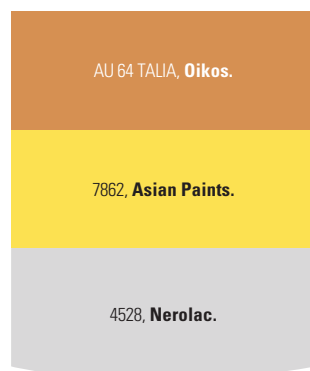 AU 64 TALIA, Oikos.
7862, Asian Paints.
4528, Nerolac.